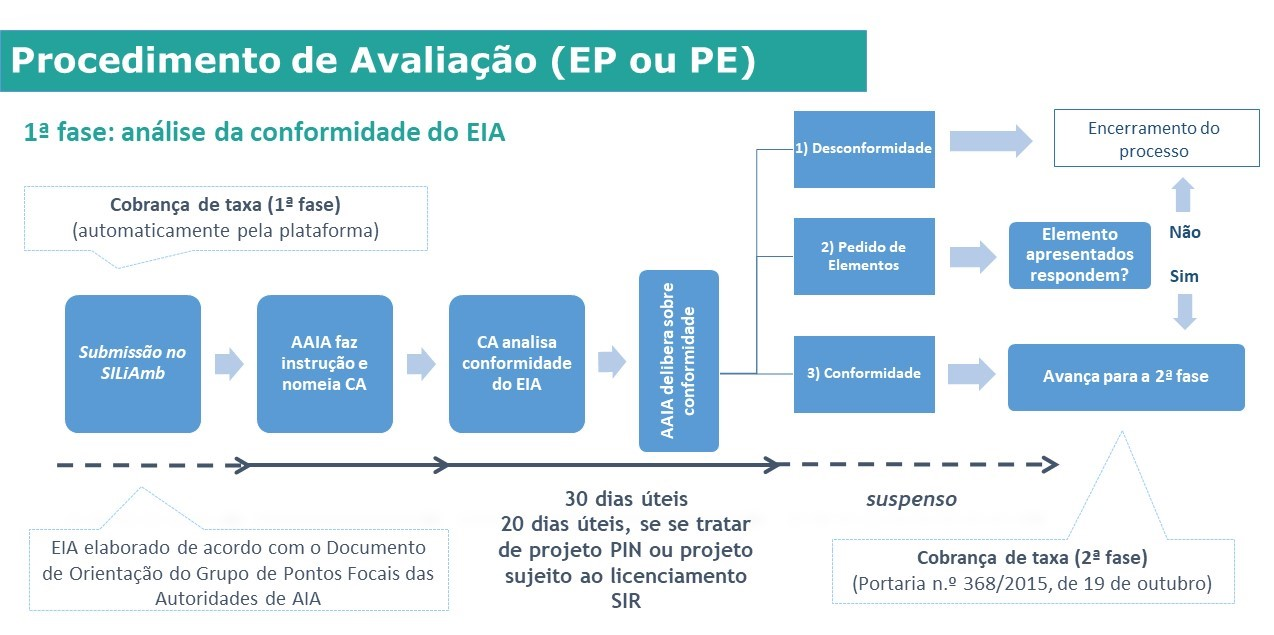 Procedimento de Avaliação (EP ou PE)
1ª fase: análise da conformidade do EIA
Cobrança de taxa (1ª fase)
(automaticamente pela plataforma)
Submissão no
SILiAmb
AAIA faz
instrução e
nomeia CA
CA analisa
conformidade
do EIA
AAIA delibera sobre
conformidade
1) Desconformidade
Encerramento do
processo
2) Pedido de
Elementos
Elemento
apresentados
respondem?
Não
Sim
3) Conformidade
Avança para a 2ª fase
30 dias úteis
20 dias úteis, se se tratar
de projeto PIN ou projeto
sujeito ao licenciamento
SIR
suspenso
EIA elaborado de acordo com o Documento
de Orientação do Grupo de Pontos Focais das
Autoridades de AIA
Cobrança de taxa (2ª fase)
(Portaria n.º 368/2015, de 19 de outubro)